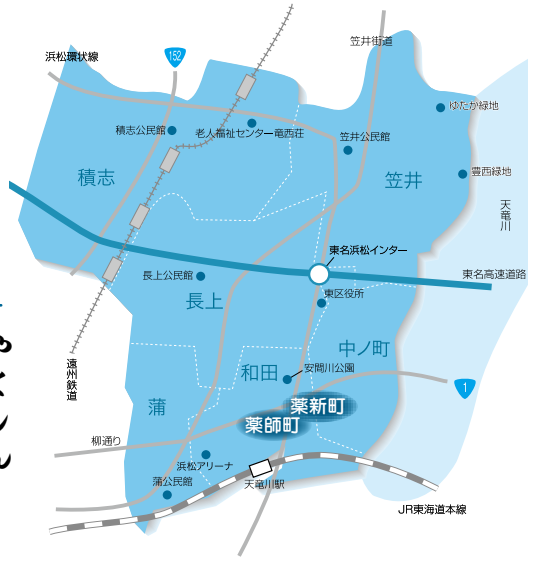 笠井街道
152
浜松環状線
ゆたか緑地
積志公民館
老人福祉センター竜西荘
笠井公民館
積志
笠井
豊西緑地
天竜川
東名浜松インター
長上公民館
東名高速道路
長上
東区役所
中ノ町
遠州鉄道
和田
安間川公園
1
蒲
薬新町
薬師町
柳通り
浜松アリーナ
蒲公民館
天竜川駅
JR東海道本線